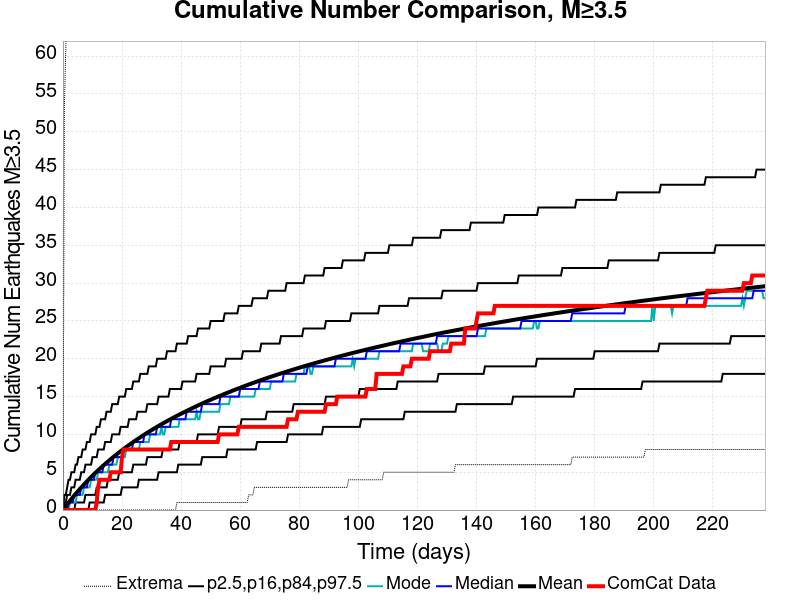 Cumulative Number Comparison, M≥3.5
Cumulative Num Earthquakes M≥3.5
60
55
50
45
40
35
30
25
20
15
10
5
0
0 20 40 60 80 100 120 140 160 180 200 220
Time (days)
Extrema p2.5,p16,p84,p97.5 Mode Median Mean ComCat Data